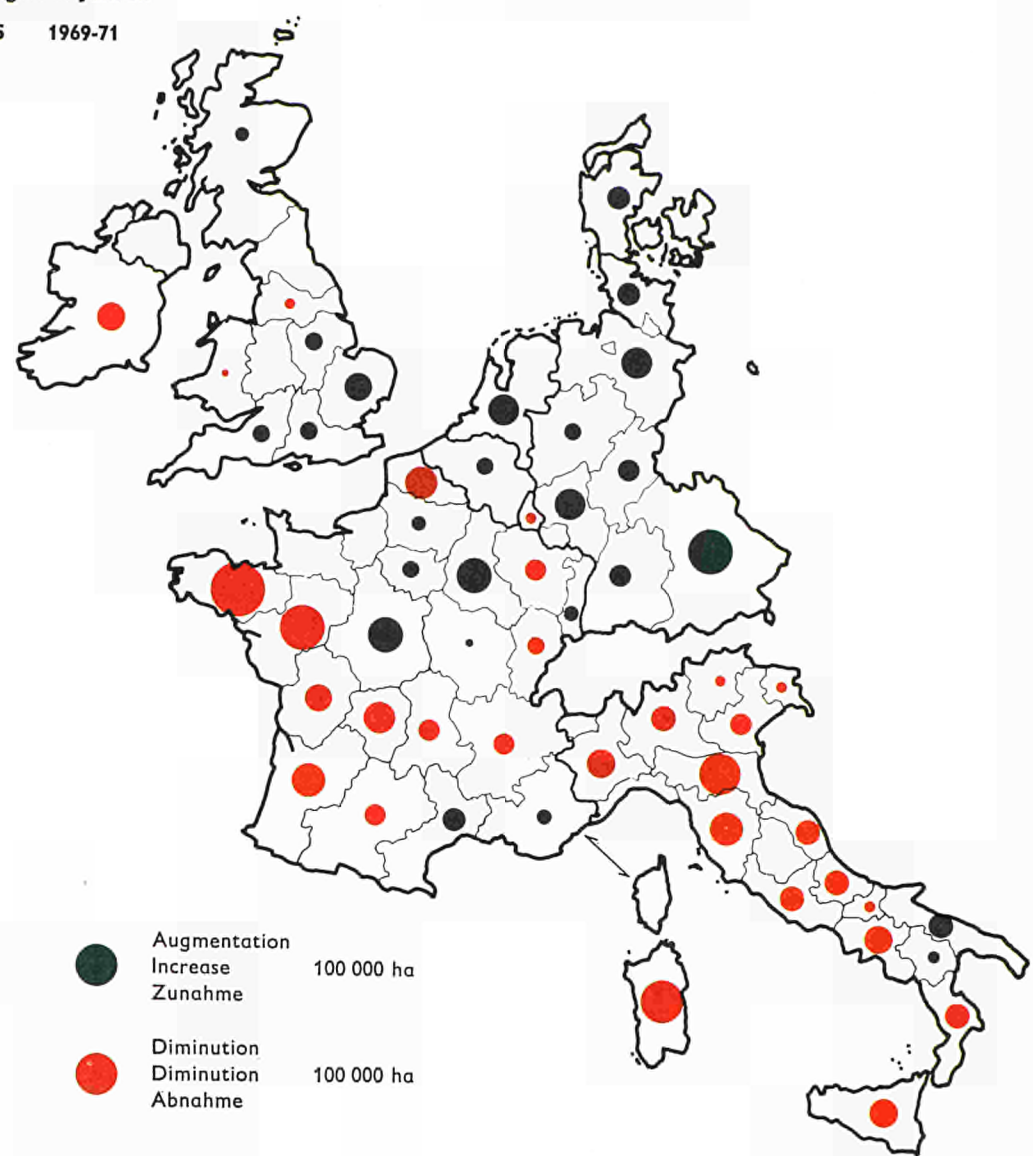 1969-71
Augmentation
Increase
Zunahme
100 000 ha
Diminution
Diminution
Abnahme
100 000 ha